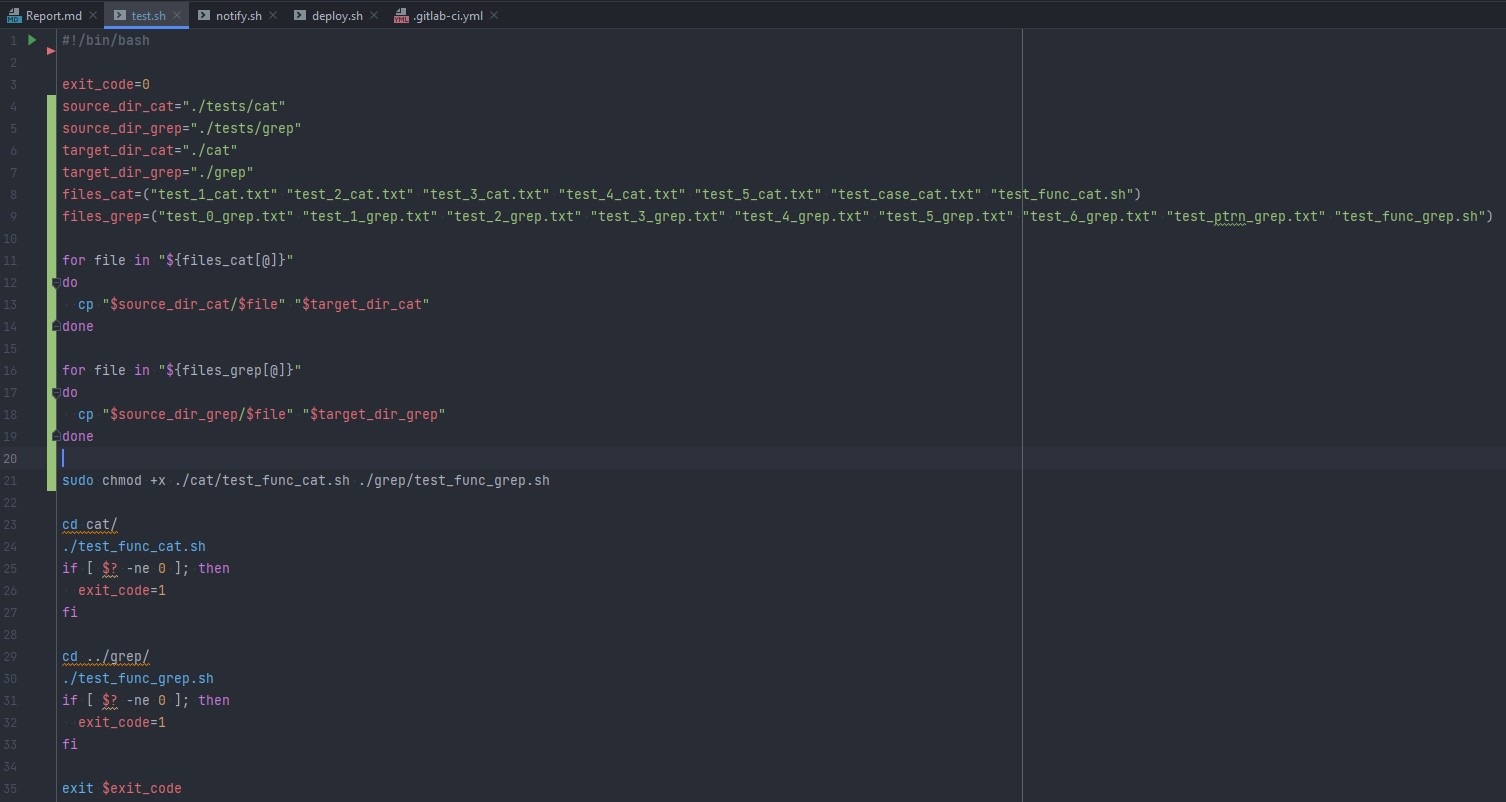 Report.md test.sh notify.sh deploy.sh .gitlab-ci.yml
1 #!/bin/bash
2
3 exit_code=0
4 source_dir_cat="./tests/cat"
5 source_dir_grep="./tests/grep"
6 target_dir_cat="./cat"
7 target_dir_grep="./grep"
8 files_cat=("test_1_cat.txt" "test_2_cat.txt" "test_3_cat.txt" "test_4_cat.txt" "test_5_cat.txt" "test_case_cat.txt" "test_func_cat.sh")
9 files_grep=("test_0_grep.txt" "test_1_grep.txt" "test_2_grep.txt" "test_3_grep.txt" "test_4_grep.txt" "test_5_grep.txt" "test_6_grep.txt" "test_ptrn_grep.txt" "test_func_grep.sh")
10
11 for file in "${files_cat[@]}"
12 do
13   cp "$source_dir_cat/$file" "$target_dir_cat"
14 done
15
16 for file in "${files_grep[@]}"
17 do
18   cp "$source_dir_grep/$file" "$target_dir_grep"
19 done
20
21 sudo chmod +x ./cat/test_func_cat.sh ./grep/test_func_grep.sh
22
23 cd cat/
24 ./test_func_cat.sh
25 if [ $? -ne 0 ]; then
26   exit_code=1
27 fi
28
29 cd ../grep/
30 ./test_func_grep.sh
31 if [ $? -ne 0 ]; then
32   exit_code=1
33 fi
34
35 exit $exit_code